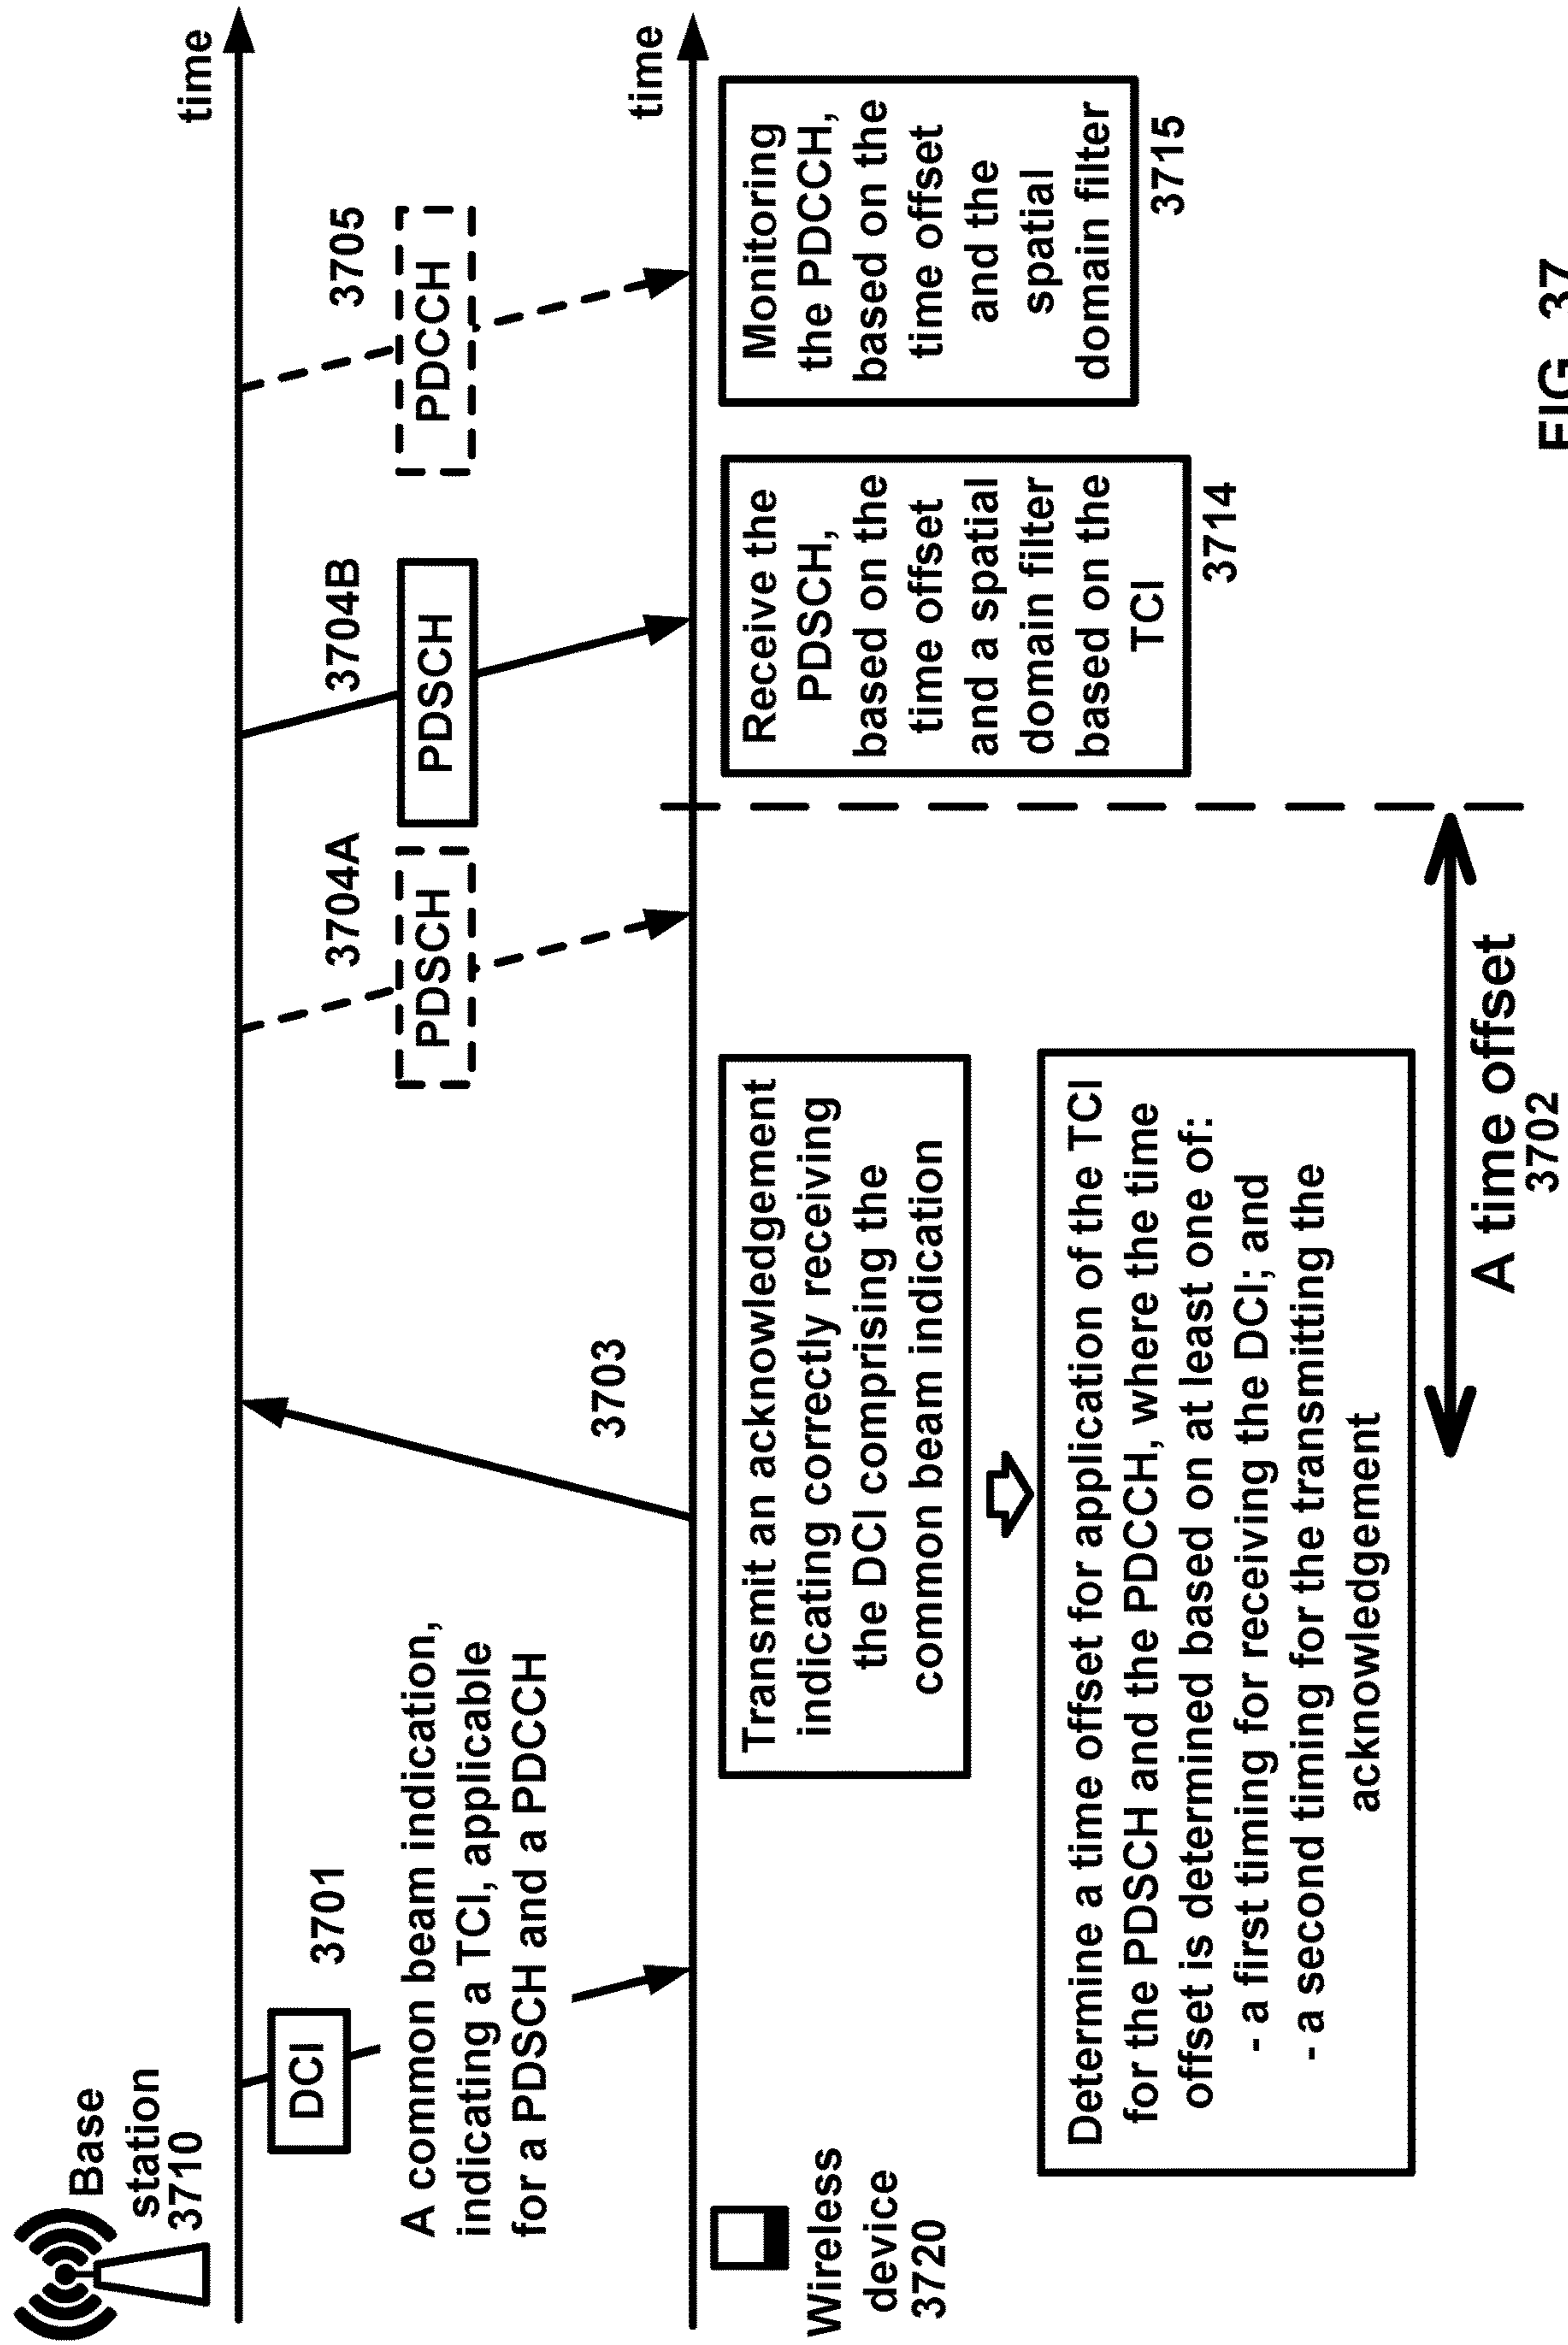 Base
station
3710
time
DCI
3701
A common beam indication,
indicating a TCI, applicable
for a PDSCH and a PDCCH
3703
3704A
PDSCH
3704B
PDSCH
3705
PDCCH
Wireless
device
3720
time
Transmit an acknowledgement
indicating correctly receiving
the DCI comprising the
common beam indication
Determine a time offset for application of the TCI
for the PDSCH and the PDCCH, where the time
offset is determined based on at least one of:
- a first timing for receiving the DCI; and
- a second timing for the transmitting the
acknowledgement
Receive the
PDSCH,
based on the
time offset
and a spatial
domain filter
based on the
TCI
3714
Monitoring
the PDCCH,
based on the
time offset
and the
spatial
domain filter
3715
A time offset
3702
FIG. 37